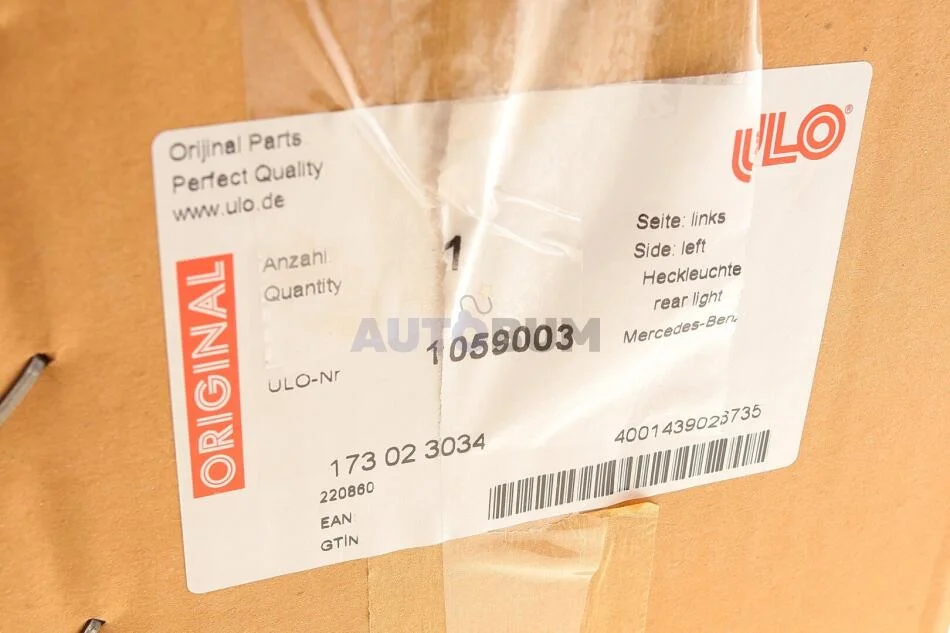 Orijinal Parts
Perfect Quality
www.ulo.de
ULO®
ORIGINAL
Anzahl
Quantity
1
Seite: links
Side: left
Heckleuchte
rear light
Mercedes-Benz
AUTODUM
1059003
ULO-Nr
173 02 3034
220860
EAN
GTIN
4001439026735